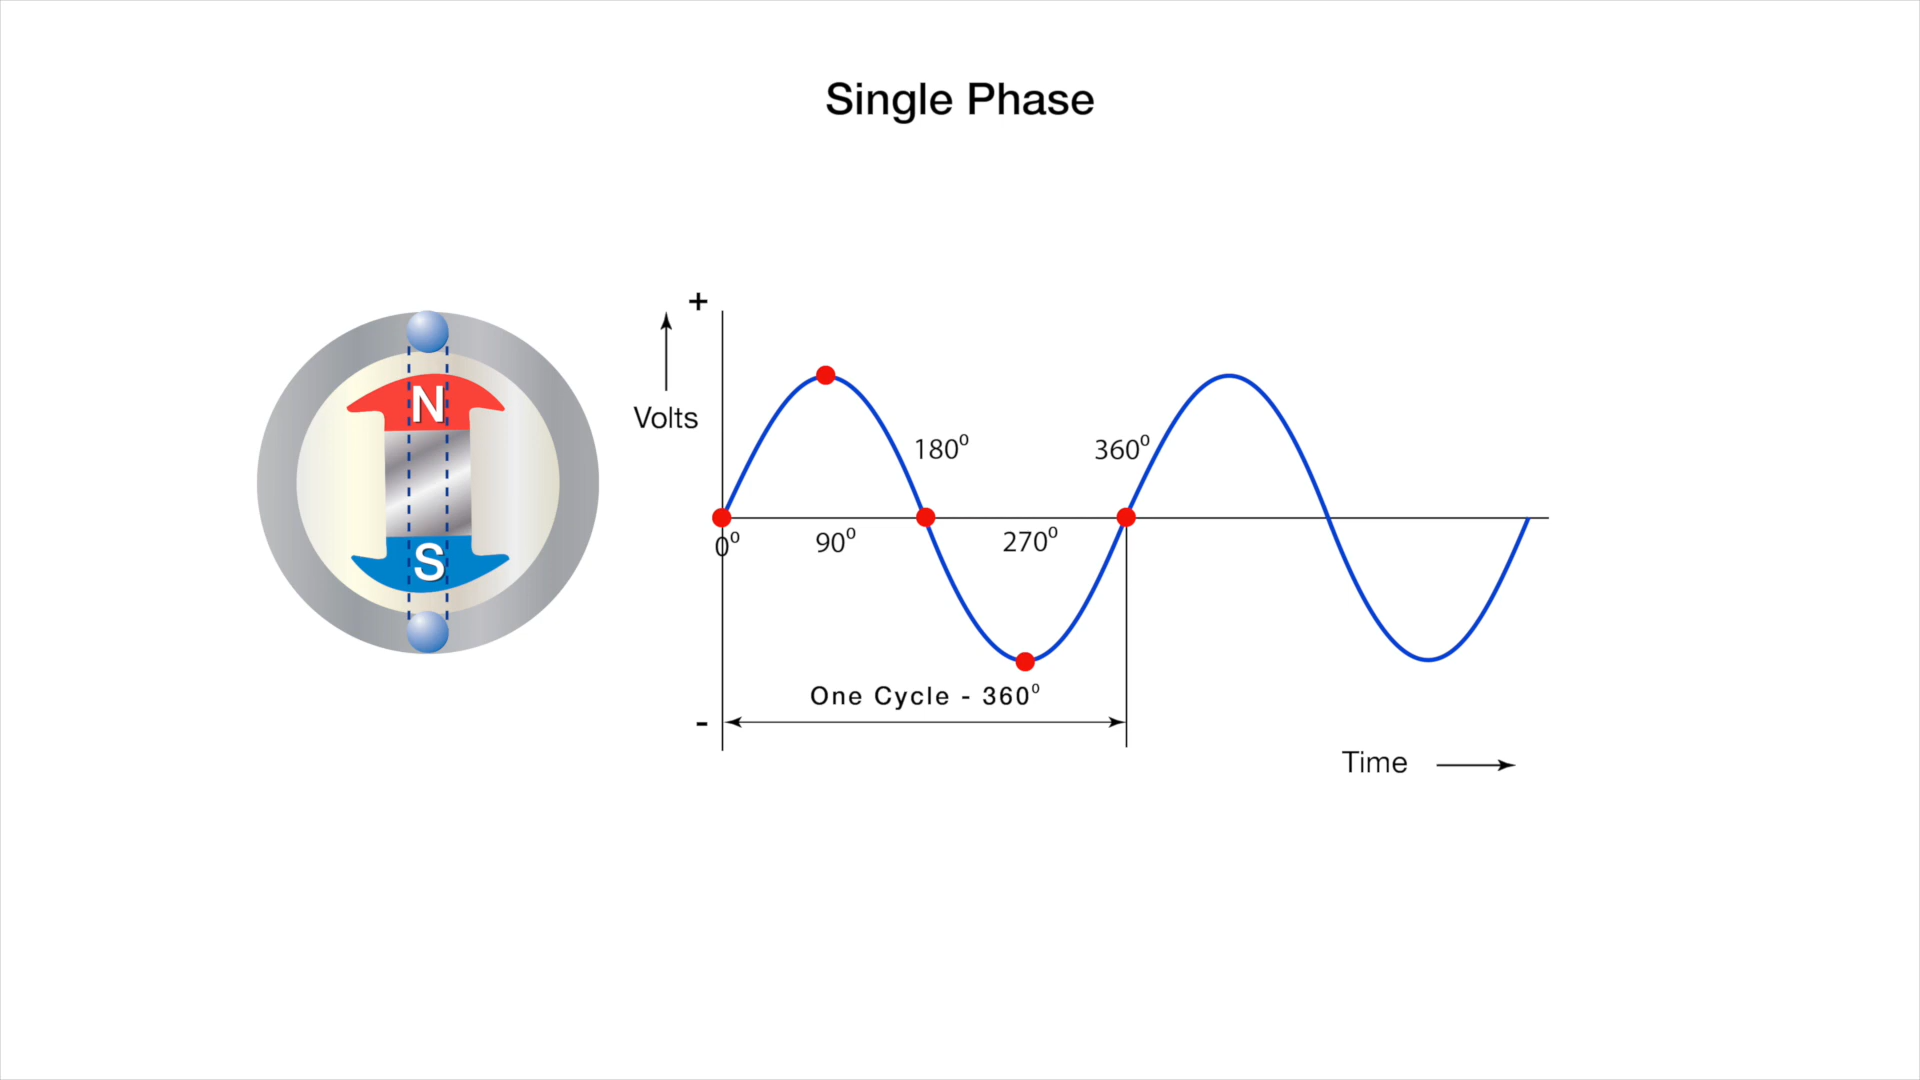 Single Phase
+
Volts
N
180⁰
360⁰
0⁰
90⁰
270⁰
S
One Cycle - 360⁰
-
Time